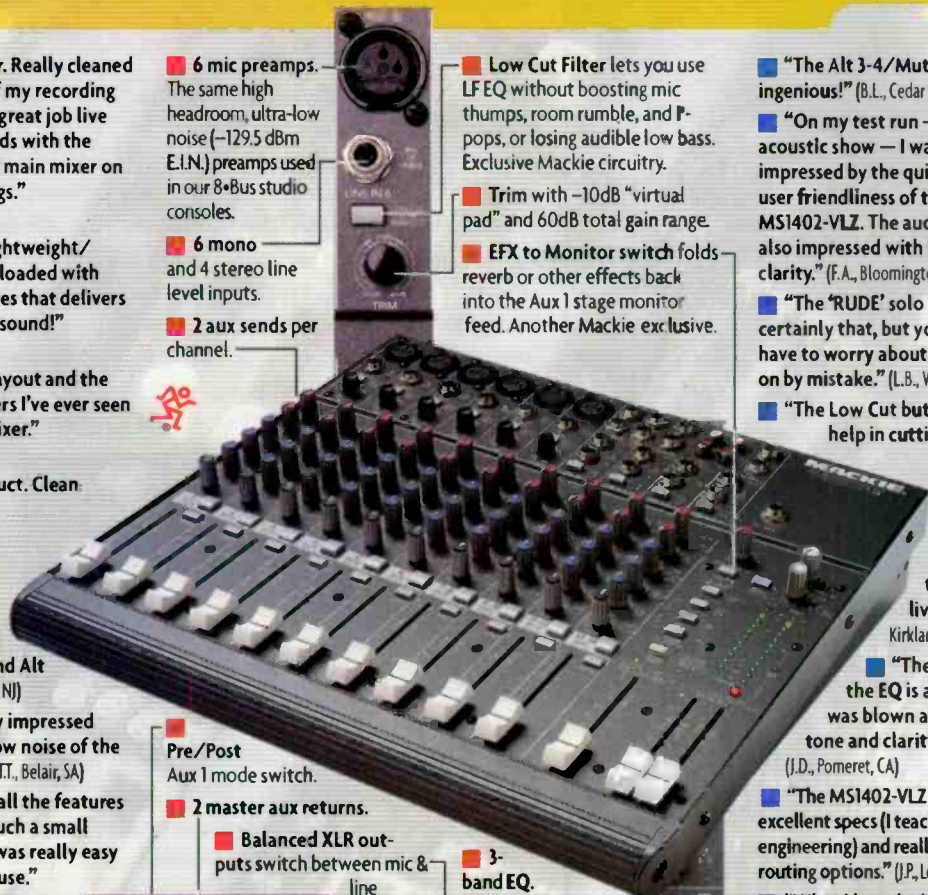 r. Really cleaned
f my recording
great job live
ds with the
main mixer on
gs."
ghtweight/
loaded with
es that delivers
sound!"
ayout and the
ers I've ever seen
ixer."
uct. Clean
nd Alt
NJ)
y impressed
ow noise of the
T.T., Belair, SA)
all the features
uch a small
was really easy
use."
6 mic preamps.
The same high
headroom, ultra-low
noise (–129.5 dBm
E.I.N.) preamps used
in our 8•Bus studio
consoles.
6 mono
and 4 stereo line
level inputs.
2 aux sends per
channel.
LINE IN 6
TRIM
Low Cut Filter lets you use
LF EQ without boosting mic
thumps, room rumble, and P-
pops, or losing audible low bass.
Exclusive Mackie circuitry.
Trim with –10dB "virtual
pad" and 60dB total gain range.
EFX to Monitor switch folds
reverb or other effects back
into the Aux 1 stage monitor
feed. Another Mackie exclusive.
MACKIE.
Pre/Post
Aux 1 mode switch.
2 master aux returns.
Balanced XLR out-
puts switch between mic &
line
3-
band EQ.
"The Alt 3-4/Mut
ingenious!" (B.L., Cedar
"On my test run –
acoustic show — I wa
impressed by the qui
user friendliness of t
MS1402-VLZ. The aud
also impressed with
clarity." (F.A., Bloomingt
"The 'RUDE' solo
certainly that, but yo
have to worry about
on by mistake." (L.B., V
"The Low Cut but
help in cutti
t
liv
Kirklan
"The
the EQ is a
was blown a
tone and clarit
(J.D., Pomeret, CA)
"The MS1402-VLZ
excellent specs (I teac
engineering) and reall
routing options." (J.P., L